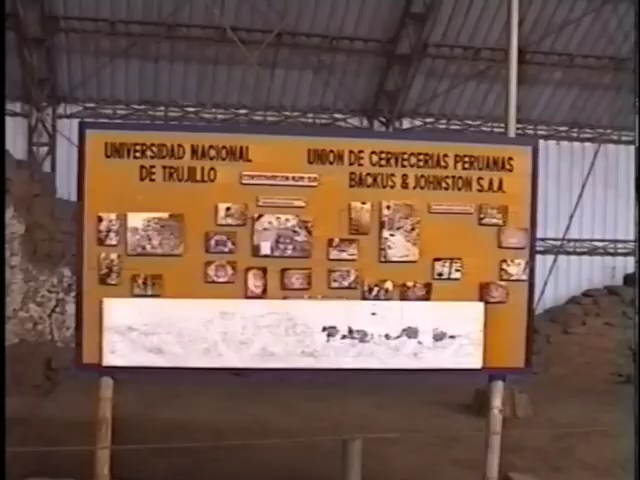 UNIVERSIDAD NACIONAL
DE TRUJILLO
UNION DE CERVECERIAS PERUANAS
BACKUS & JOHNSTON S.A.A.